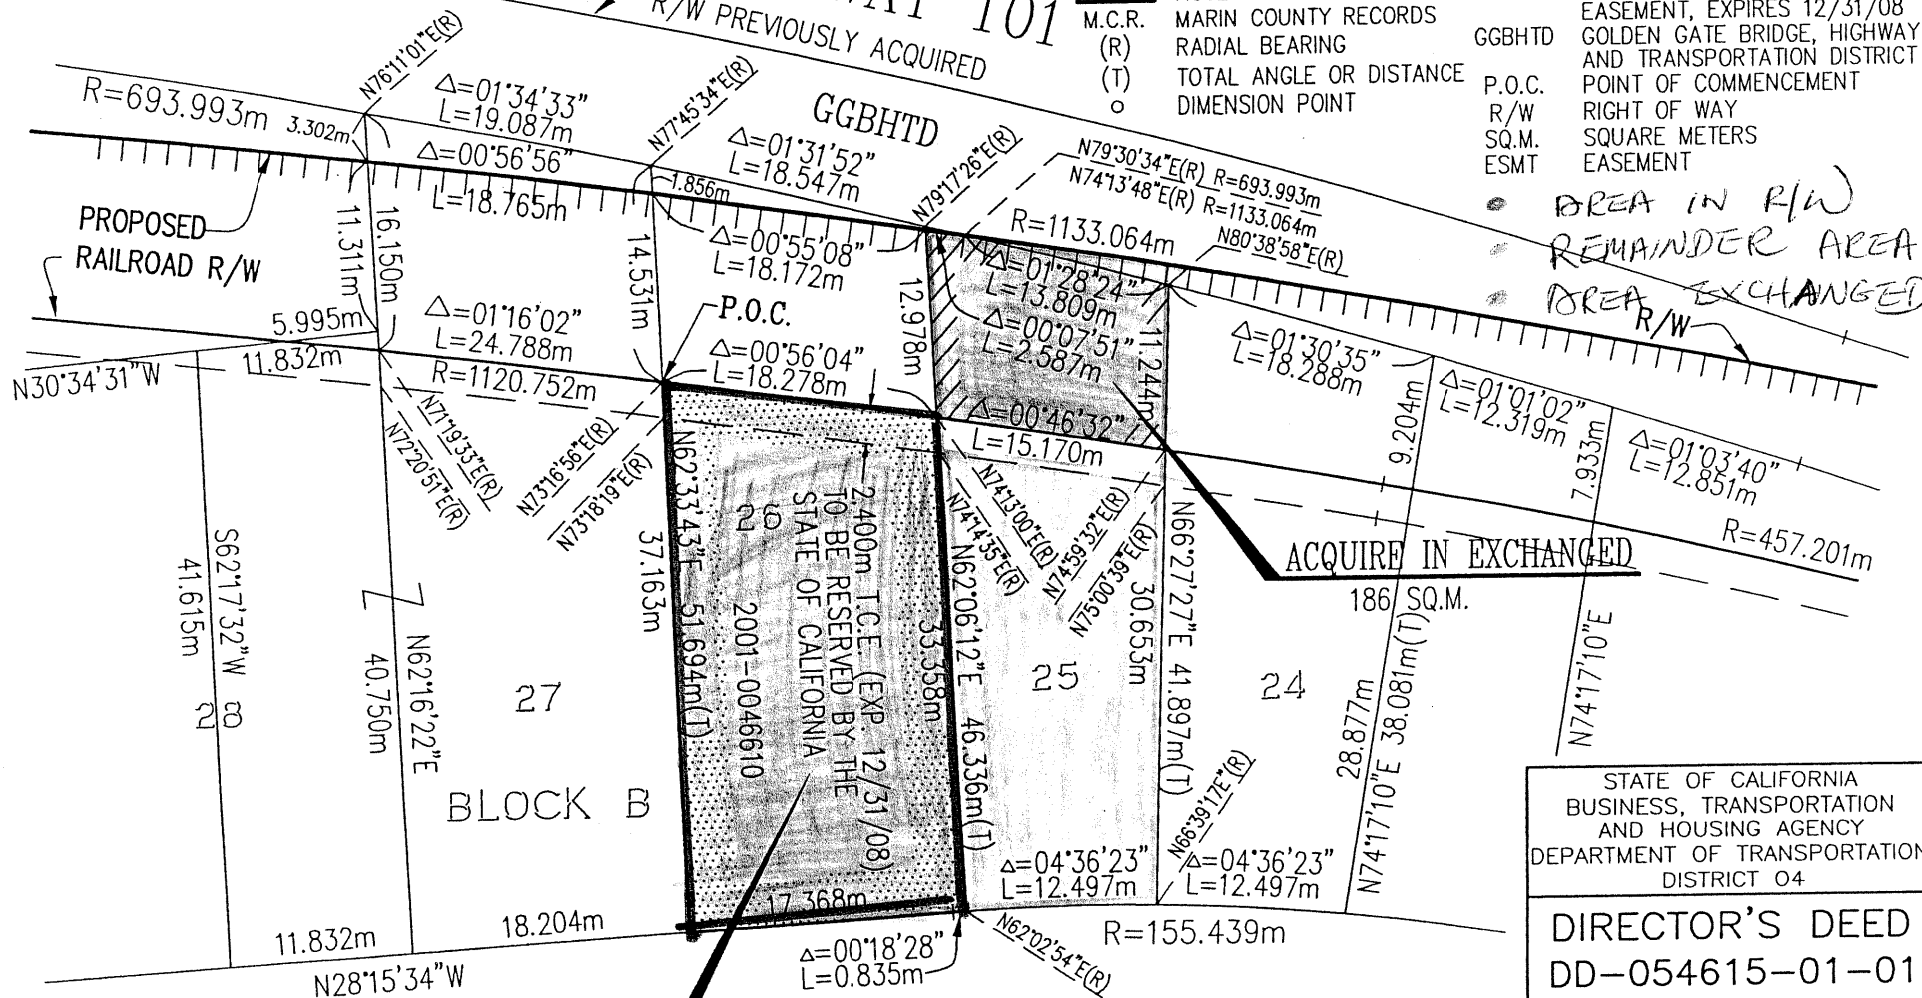 101
R/W PREVIOUSLY ACQUIRED
M.C.R. MARIN COUNTY RECORDS
(R) RADIAL BEARING
(T) TOTAL ANGLE OR DISTANCE
o DIMENSION POINT
EASEMENT, EXPIRES 12/31/08
GGBHTD GOLDEN GATE BRIDGE, HIGHWAY
AND TRANSPORTATION DISTRICT
P.O.C. POINT OF COMMENCEMENT
R/W RIGHT OF WAY
SQ.M. SQUARE METERS
ESMT EASEMENT
AREA IN R/W
REMAINDER AREA
AREA EXCHANGED
R/W
R=693.993m
3.302m
N76°11'01"E(R)
Δ=01°34'33"
L=19.087m
Δ=00°56'56"
L=18.765m
N77°45'34"E(R)
GGBHTD
Δ=01°31'52"
L=18.547m
1.856m
N79°17'26"E(R)
N79°30'34"E(R) R=693.993m
N74°13'48"E(R) R=1133.064m
R=1133.064m
N80°38'58"E(R)
PROPOSED
RAILROAD R/W
11.311m
16.150m
14.531m
Δ=00°55'08"
L=18.172m
12.978m
Δ=01°28'24"
L=13.809m
Δ=00°07'51"
L=2.587m
11.244m
5.995m
11.832m
N30°34'31"W
Δ=01°16'02"
L=24.788m
R=1120.752m
P.O.C.
Δ=00°56'04"
L=18.278m
Δ=00°46'32"
L=15.170m
Δ=01°30'35"
L=18.288m
9.204m
Δ=01°01'02"
L=12.319m
7.933m
Δ=01°03'40"
L=12.851m
R=457.201m
N71°19'33"E(R)
N72°20'51"E(R)
N73°16'56"E(R)
N73°18'19"E(R)
N74°13'00"E(R)
N74°14'35"E(R)
N74°59'32"E(R)
N75°00'39"E(R)
ACQUIRE IN EXCHANGED
186 SQ.M.
S62°17'32"W
41.615m
28
N62°16'22"E
40.750m
27
BLOCK B
N62°33'43"E 51.694m(T)
37.163m
26
2001-0046610
2.400m T.C.E. (EXP. 12/31/08)
TO BE RESERVED BY THE
STATE OF CALIFORNIA
33.358m
N62°06'12"E 46.336m(T)
25
30.653m
N66°27'27"E 41.897m(T)
24
28.877m
N74°17'10"E 38.081m(T)
N74°17'10"E
N66°39'17"E(R)
Δ=04°36'23"
L=12.497m
Δ=04°36'23"
L=12.497m
17.368m
18.204m
11.832m
N28°15'34"W
Δ=00°18'28"
L=0.835m
N62°02'54"E(R)
R=155.439m
STATE OF CALIFORNIA
BUSINESS, TRANSPORTATION
AND HOUSING AGENCY
DEPARTMENT OF TRANSPORTATION
DISTRICT 04
DIRECTOR'S DEED
DD-054615-01-01